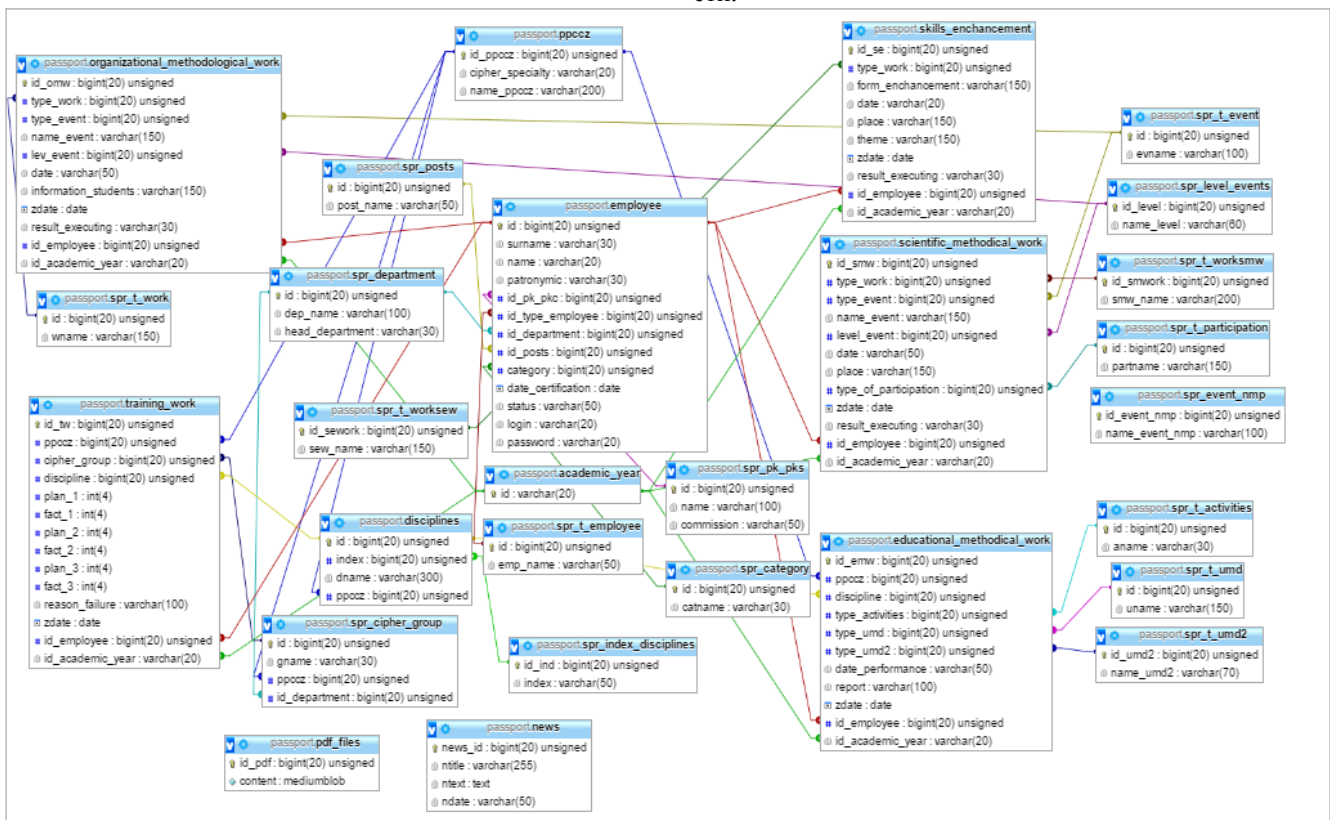 passport.ppccz
id_ppccz : bigint(20) unsigned
cipher_specialty : varchar(20)
name_ppccz : varchar(200)
passport.skills_enchancement
id_se : bigint(20) unsigned
type_work : bigint(20) unsigned
form_enchancement : varchar(150)
date : varchar(20)
place : varchar(150)
theme : varchar(150)
zdate : date
result_executing : varchar(30)
id_employee : bigint(20) unsigned
id_academic_year : varchar(20)
passport.organizational_methodological_work
id_omw : bigint(20) unsigned
type_work : bigint(20) unsigned
type_event : bigint(20) unsigned
name_event : varchar(150)
lev_event : bigint(20) unsigned
date : varchar(50)
information_students : varchar(150)
zdate : date
result_executing : varchar(30)
id_employee : bigint(20) unsigned
id_academic_year : varchar(20)
passport.spr_t_event
id : bigint(20) unsigned
evname : varchar(100)
passport.spr_posts
id : bigint(20) unsigned
post_name : varchar(50)
passport.spr_level_events
id_level : bigint(20) unsigned
name_level : varchar(60)
passport.employee
id : bigint(20) unsigned
surname : varchar(30)
name : varchar(20)
patronymic : varchar(30)
id_pk_pkc : bigint(20) unsigned
id_type_employee : bigint(20) unsigned
id_department : bigint(20) unsigned
id_posts : bigint(20) unsigned
category : bigint(20) unsigned
date_certification : date
status : varchar(50)
login : varchar(20)
password : varchar(20)
passport.scientific_methodical_work
id_smw : bigint(20) unsigned
type_work : bigint(20) unsigned
type_event : bigint(20) unsigned
name_event : varchar(150)
level_event : bigint(20) unsigned
date : varchar(50)
place : varchar(150)
type_of_participation : bigint(20) unsigned
zdate : date
result_executing : varchar(30)
id_employee : bigint(20) unsigned
id_academic_year : varchar(20)
passport.spr_t_worksmw
id_smwork : bigint(20) unsigned
smw_name : varchar(200)
passport.spr_department
id : bigint(20) unsigned
dep_name : varchar(100)
head_department : varchar(30)
passport.spr_t_work
id : bigint(20) unsigned
wname : varchar(150)
passport.spr_t_participation
id : bigint(20) unsigned
partname : varchar(150)
passport.spr_event_nmp
id_event_nmp : bigint(20) unsigned
name_event_nmp : varchar(100)
passport.training_work
id_tw : bigint(20) unsigned
ppccz : bigint(20) unsigned
cipher_group : bigint(20) unsigned
discipline : bigint(20) unsigned
plan_1 : int(4)
fact_1 : int(4)
plan_2 : int(4)
fact_2 : int(4)
plan_3 : int(4)
fact_3 : int(4)
reason_failure : varchar(100)
zdate : date
id_employee : bigint(20) unsigned
id_academic_year : varchar(20)
passport.spr_t_worksew
id_sework : bigint(20) unsigned
sew_name : varchar(150)
passport.academic_year
id : varchar(20)
passport.spr_pk_pks
id : bigint(20) unsigned
name : varchar(100)
commission : varchar(50)
passport.disciplines
id : bigint(20) unsigned
index : bigint(20) unsigned
dname : varchar(300)
ppccz : bigint(20) unsigned
passport.spr_t_employee
id : bigint(20) unsigned
emp_name : varchar(50)
passport.spr_category
id : bigint(20) unsigned
catname : varchar(30)
passport.educational_methodical_work
id_emw : bigint(20) unsigned
ppccz : bigint(20) unsigned
discipline : bigint(20) unsigned
type_activities : bigint(20) unsigned
type_umd : bigint(20) unsigned
type_umd2 : bigint(20) unsigned
date_performance : varchar(50)
report : varchar(100)
zdate : date
id_employee : bigint(20) unsigned
id_academic_year : varchar(20)
passport.spr_t_activities
id : bigint(20) unsigned
aname : varchar(30)
passport.spr_t_umd
id : bigint(20) unsigned
uname : varchar(150)
passport.spr_t_umd2
id_umd2 : bigint(20) unsigned
name_umd2 : varchar(70)
passport.spr_cipher_group
id : bigint(20) unsigned
gname : varchar(30)
ppccz : bigint(20) unsigned
id_department : bigint(20) unsigned
passport.spr_index_disciplines
id_ind : bigint(20) unsigned
index : varchar(50)
passport.pdf_files
id_pdf : bigint(20) unsigned
content : mediumblob
passport.news
news_id : bigint(20) unsigned
ntitle : varchar(255)
ntext : text
ndate : varchar(50)